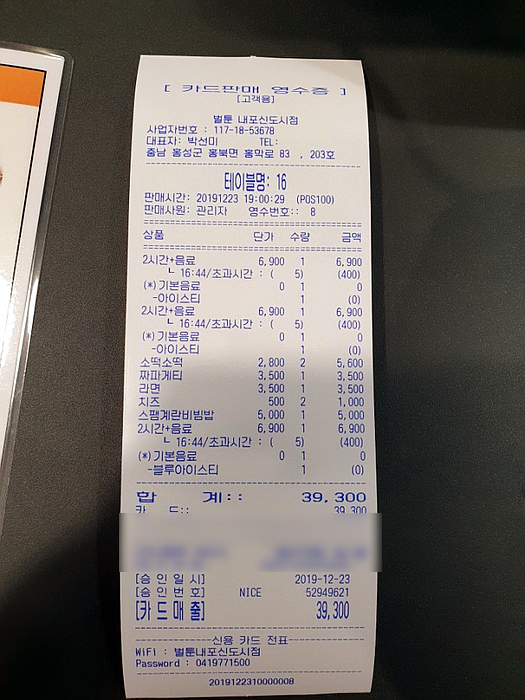 [ 카드판매 영수증 ]
[고객용]
벌툰 내포신도시점
사업자번호 : 117-18-53678
대표자: 박선미 TEL:
충남 홍성군 홍북면 홍학로 83 , 203호
테이블명: 16
판매시간: 20191223 19:00:29 (POS100)
판매사원: 관리자 영수번호:: 8
상품 단가 수량 금액
2시간+음료 6,900 1 6,900
ㄴ 16:44/초과시간 : ( 5) (400)
(*)기본음료 0 1 0
-아이스티 1 (0)
2시간+음료 6,900 1 6,900
ㄴ 16:44/초과시간 : ( 5) (400)
(*)기본음료 0 1 0
-아이스티 1 (0)
소떡소떡 2,800 2 5,600
짜파게티 3,500 1 3,500
라면 3,500 1 3,500
치즈 500 2 1,000
스팸계란비빔밥 5,000 1 5,000
2시간+음료 6,900 1 6,900
ㄴ 16:44/초과시간 : ( 5) (400)
(*)기본음료 0 1 0
-블루아이스티 1 (0)
합 계:: 39,300
카 드:: 39,300
[승인일시] 2019-12-23
[승인번호] NICE 52949621
[카드매출] 39,300
신용 카드 전표
WiFi : 벌툰내포신도시점
Password : 0419771500
2019122310000008